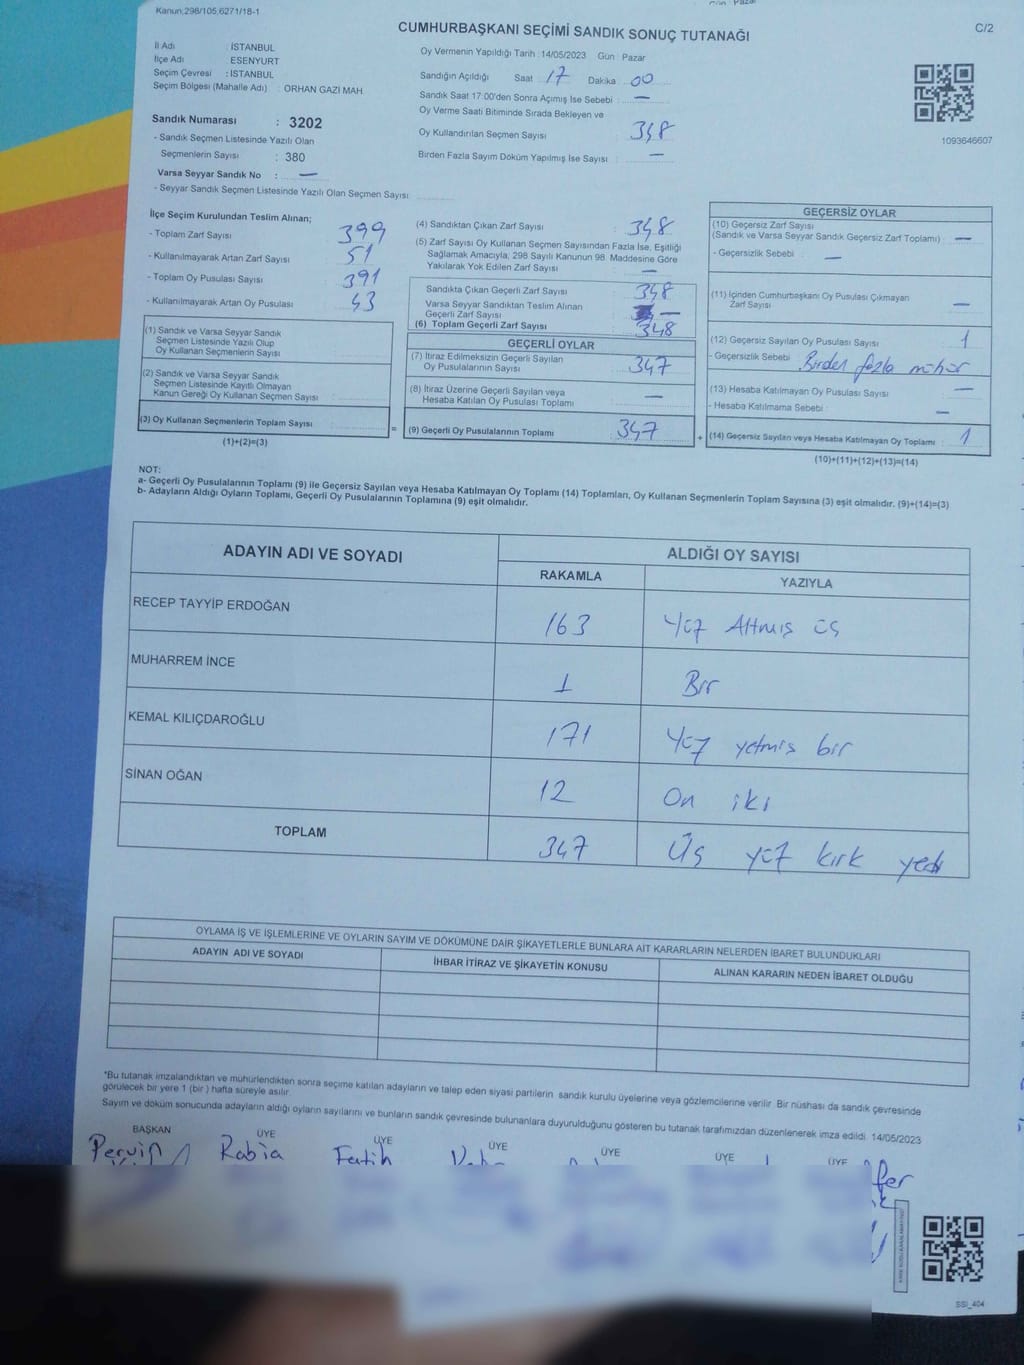 Kanun;298/105,6271/18-1
CUMHURBAŞKANI SEÇİMİ SANDIK SONUÇ TUTANAĞI
C/2
İl Adı : İSTANBUL
İlçe Adı : ESENYURT
Seçim Çevresi : İSTANBUL
Seçim Bölgesi (Mahalle Adı) : ORHAN GAZİ MAH.
Oy Vermenin Yapıldığı Tarih :14/05/2023 Gün Pazar
Sandığın Açıldığı Saat 17 Dakika 00
Sandık Saat 17:00'den Sonra Açımış İse Sebebi : —
Oy Verme Saati Bitiminde Sırada Bekleyen ve
Oy Kullandırılan Seçmen Sayısı 348
Birden Fazla Sayım Döküm Yapılmış İse Sayısı : —
1093646607
Sandık Numarası : 3202
- Sandık Seçmen Listesinde Yazılı Olan
Seçmenlerin Sayısı : 380
Varsa Seyyar Sandık No : —
- Seyyar Sandık Seçmen Listesinde Yazılı Olan Seçmen Sayısı
İlçe Seçim Kurulundan Teslim Alınan;
- Toplam Zarf Sayısı 399
- Kullanılmayarak Artan Zarf Sayısı 51
- Toplam Oy Pusulası Sayısı 391
- Kullanılmayarak Artan Oy Pusulası 43
(1) Sandık ve Varsa Seyyar Sandık
Seçmen Listesinde Yazılı Olup
Oy Kullanan Seçmenlerin Sayısı
(2) Sandık ve Varsa Seyyar Sandık
Seçmen Listesinde Kayıtlı Olmayan
Kanun Gereği Oy Kullanan Seçmen Sayısı :
(3) Oy Kullanan Seçmenlerin Toplam Sayısı
(1)+(2)=(3)
(4) Sandıktan Çıkan Zarf Sayısı 348
(5) Zarf Sayısı Oy Kullanan Seçmen Sayısından Fazla İse, Eşitliği
Sağlamak Amacıyla, 298 Sayılı Kanunun 98. Maddesine Göre
Yakılarak Yok Edilen Zarf Sayısı —
Sandıkta Çıkan Geçerli Zarf Sayısı 348
Varsa Seyyar Sandıktan Teslim Alınan
Geçerli Zarf Sayısı —
(6) Toplam Geçerli Zarf Sayısı 348
GEÇERLİ OYLAR
(7) İtiraz Edilmeksizin Geçerli Sayılan
Oy Pusulalarının Sayısı 347
(8) İtiraz Üzerine Geçerli Sayılan veya
Hesaba Katılan Oy Pusulası Toplamı —
= (9) Geçerli Oy Pusulalarının Toplamı 347 +
GEÇERSİZ OYLAR
(10) Geçersiz Zarf Sayısı
(Sandık ve Varsa Seyyar Sandık Geçersiz Zarf Toplamı) : —
- Geçersizlik Sebebi : —
(11) İçinden Cumhurbaşkanı Oy Pusulası Çıkmayan
Zarf Sayısı —
(12) Geçersiz Sayılan Oy Pusulası Sayısı 1
- Geçersizlik Sebebi Birden fazla mühür
(13) Hesaba Katılmayan Oy Pusulası Sayısı —
- Hesaba Katılmama Sebebi : —
(14) Geçersiz Sayılan veya Hesaba Katılmayan Oy Toplamı : 1
(10)+(11)+(12)+(13)=(14)
NOT:
a- Geçerli Oy Pusulalarının Toplamı (9) ile Geçersiz Sayılan veya Hesaba Katılmayan Oy Toplamı (14) Toplamları, Oy Kullanan Seçmenlerin Toplam Sayısına (3) eşit olmalıdır. (9)+(14)=(3)
b- Adayların Aldığı Oyların Toplamı, Geçerli Oy Pusulalarının Toplamına (9) eşit olmalıdır.
ADAYIN ADI VE SOYADI
ALDIĞI OY SAYISI
RAKAMLA YAZIYLA
RECEP TAYYİP ERDOĞAN 163 Yüz Altmış üç
MUHARREM İNCE 1 Bir
KEMAL KILIÇDAROĞLU 171 Yüz yetmiş bir
SİNAN OĞAN 12 On iki
TOPLAM 347 Üç yüz kırk yedi
OYLAMA İŞ VE İŞLEMLERİNE VE OYLARIN SAYIM VE DÖKÜMÜNE DAİR ŞİKAYETLERLE BUNLARA AİT KARARLARIN NELERDEN İBARET BULUNDUKLARI
ADAYIN ADI VE SOYADI İHBAR İTİRAZ VE ŞİKAYETİN KONUSU ALINAN KARARIN NEDEN İBARET OLDUĞU
*Bu tutanak imzalandıktan ve mühürlendikten sonra seçime katılan adayların ve talep eden siyasi partilerin sandık kurulu üyelerine veya gözlemcilerine verilir. Bir nüshası da sandık çevresinde
görülecek bir yere 1 (bir ) hafta süreyle asılır.
Sayım ve döküm sonucunda adayların aldığı oyların sayılarını ve bunların sandık çevresinde bulunanlara duyurulduğunu gösteren bu tutanak tarafımızdan düzenlenerek imza edildi. 14/05/2023
BAŞKAN ÜYE ÜYE ÜYE ÜYE ÜYE ÜYE
Pervin Rabia Fatih
SSİ_404